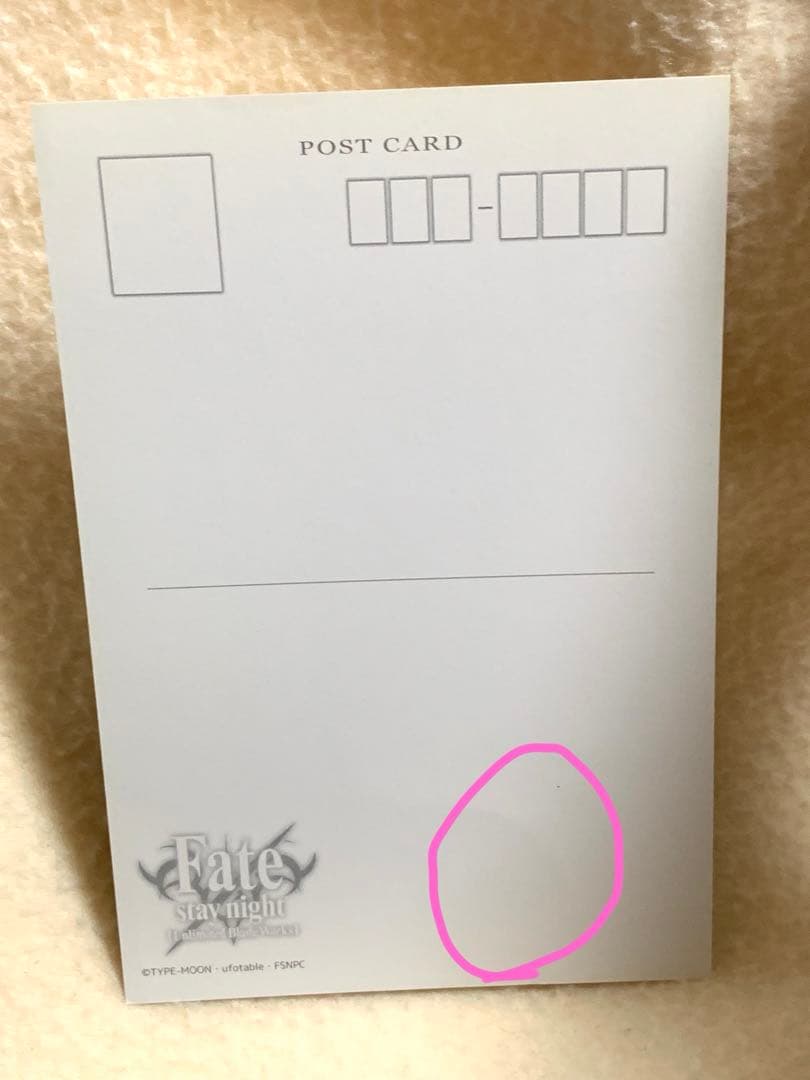 POST CARD
Fate
stay night
[Unlimited Blade Works]
©TYPE-MOON・ufotable・FSNPC